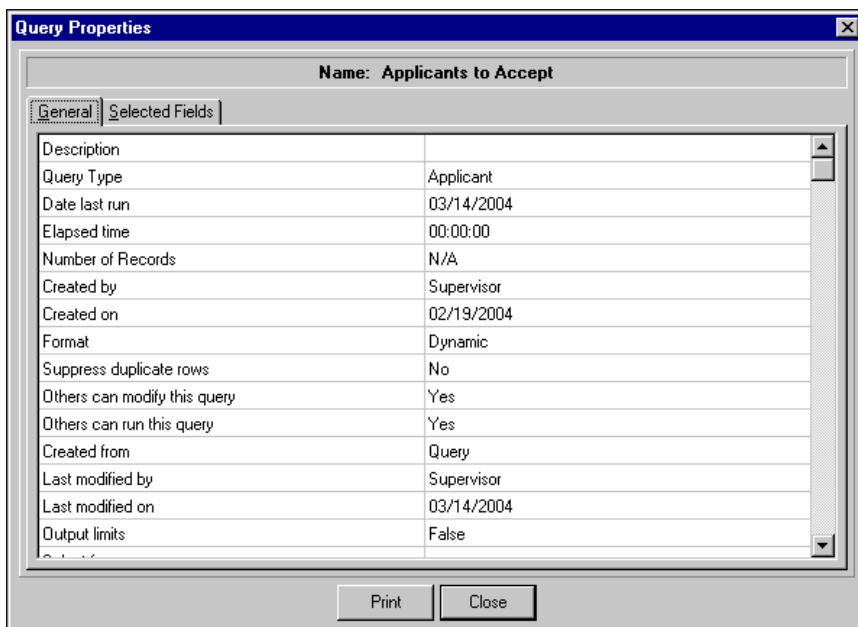 Query Properties
Name: Applicants to Accept
General Selected Fields
Description
Query Type Applicant
Date last run 03/14/2004
Elapsed time 00:00:00
Number of Records N/A
Created by Supervisor
Created on 02/19/2004
Format Dynamic
Suppress duplicate rows No
Others can modify this query Yes
Others can run this query Yes
Created from Query
Last modified by Supervisor
Last modified on 03/14/2004
Output limits False
Print Close